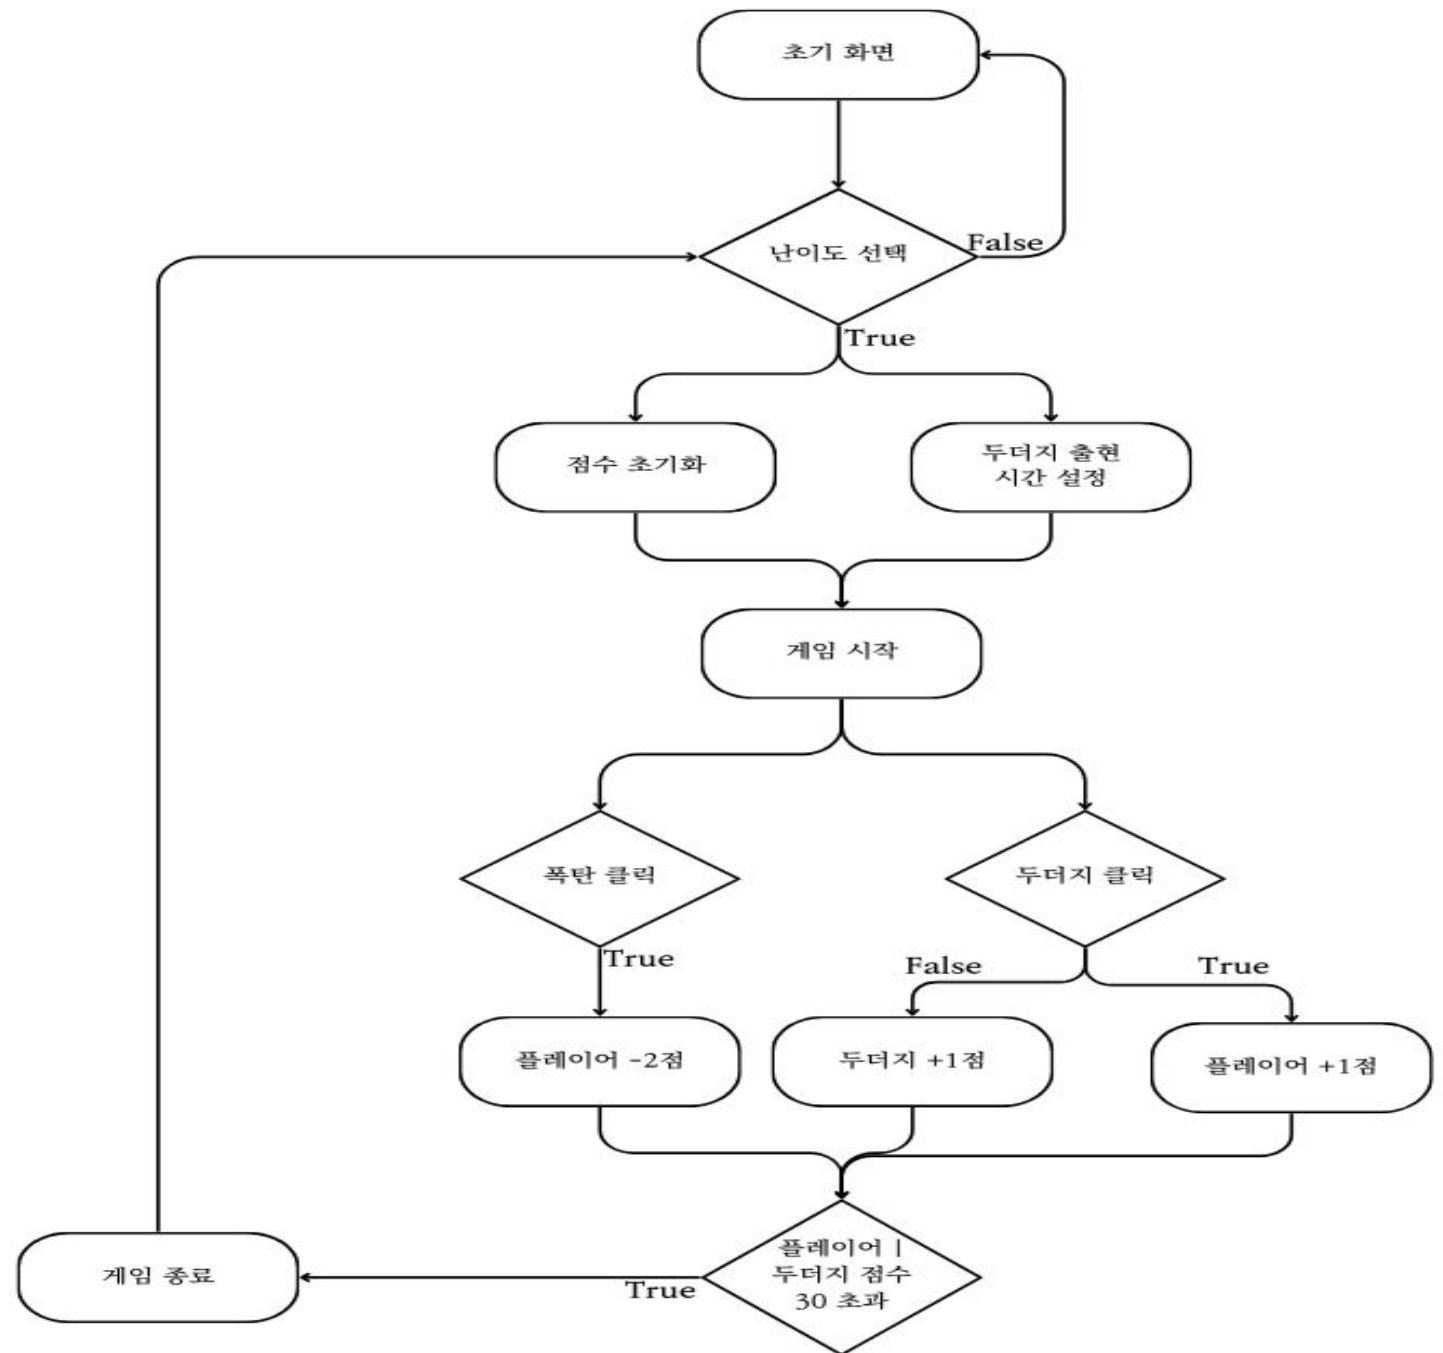 초기 화면
난이도 선택
False
True
점수 초기화
두더지 출현
시간 설정
게임 시작
폭탄 클릭
두더지 클릭
True
False
True
플레이어 -2점
두더지 +1점
플레이어 +1점
플레이어 |
두더지 점수
30 초과
True
게임 종료